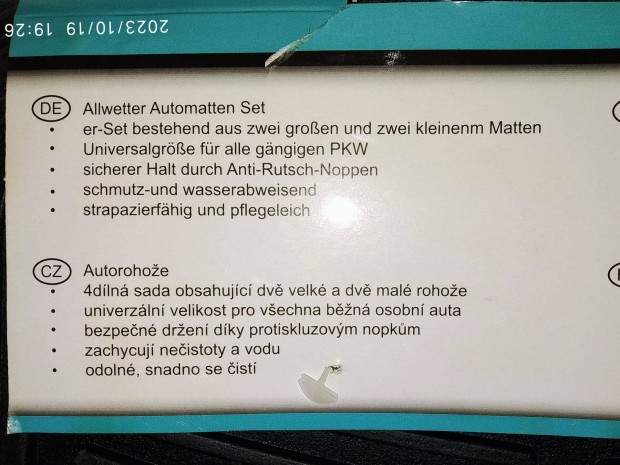 2023/10/19 19:26
DE Allwetter Automatten Set
• er-Set bestehend aus zwei großen und zwei kleinenm Matten
• Universalgröße für alle gängigen PKW
• sicherer Halt durch Anti-Rutsch-Noppen
• schmutz-und wasserabweisend
• strapazierfähig und pflegeleich
CZ Autorohože
• 4dílná sada obsahující dvě velké a dvě malé rohože
• univerzální velikost pro všechna běžná osobní auta
• bezpečné držení díky protiskluzovým nopkům
• zachycují nečistoty a vodu
• odolné, snadno se čistí